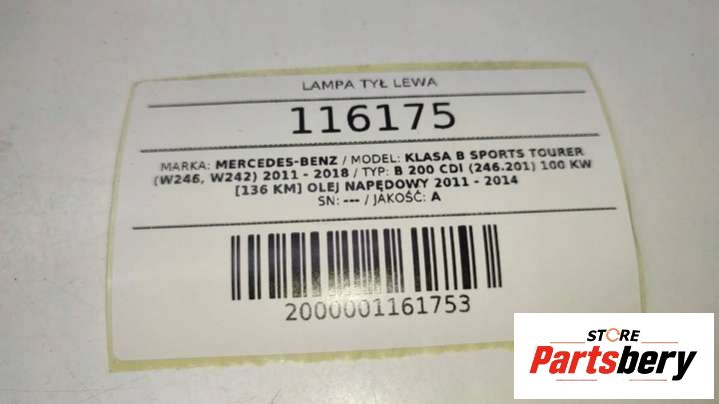 LAMPA TYŁ LEWA
116175
MARKA: MERCEDES-BENZ / MODEL: KLASA B SPORTS TOURER
(W246, W242) 2011 - 2018 / TYP: B 200 CDI (246.201) 100 KW
[136 KM] OLEJ NAPĘDOWY 2011 - 2014
SN: --- / JAKOŚĆ: A
2000001161753
STORE
Partsbery